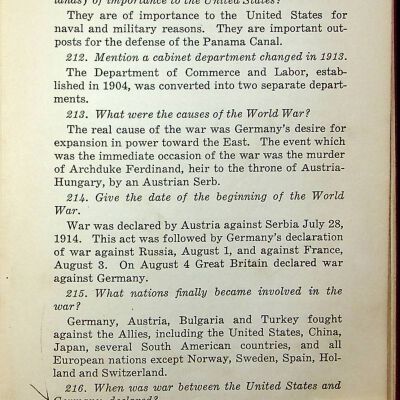 lands) of importance to the United States?
They are of importance to the United States for
naval and military reasons. They are important out-
posts for the defense of the Panama Canal.
212. Mention a cabinet department changed in 1913.
The Department of Commerce and Labor, estab-
lished in 1904, was converted into two separate depart-
ments.
213. What were the causes of the World War?
The real cause of the war was Germany's desire for
expansion in power toward the East. The event which
was the immediate occasion of the war was the murder
of Archduke Ferdinand, heir to the throne of Austria-
Hungary, by an Austrian Serb.
214. Give the date of the beginning of the World
War.
War was declared by Austria against Serbia July 28,
1914. This act was followed by Germany's declaration
of war against Russia, August 1, and against France,
August 3. On August 4 Great Britain declared war
against Germany.
215. What nations finally became involved in the
war?
Germany, Austria, Bulgaria and Turkey fought
against the Allies, including the United States, China,
Japan, several South American countries, and all
European nations except Norway, Sweden, Spain, Hol-
land and Switzerland.
216. When was war between the United States and
Germany declared?